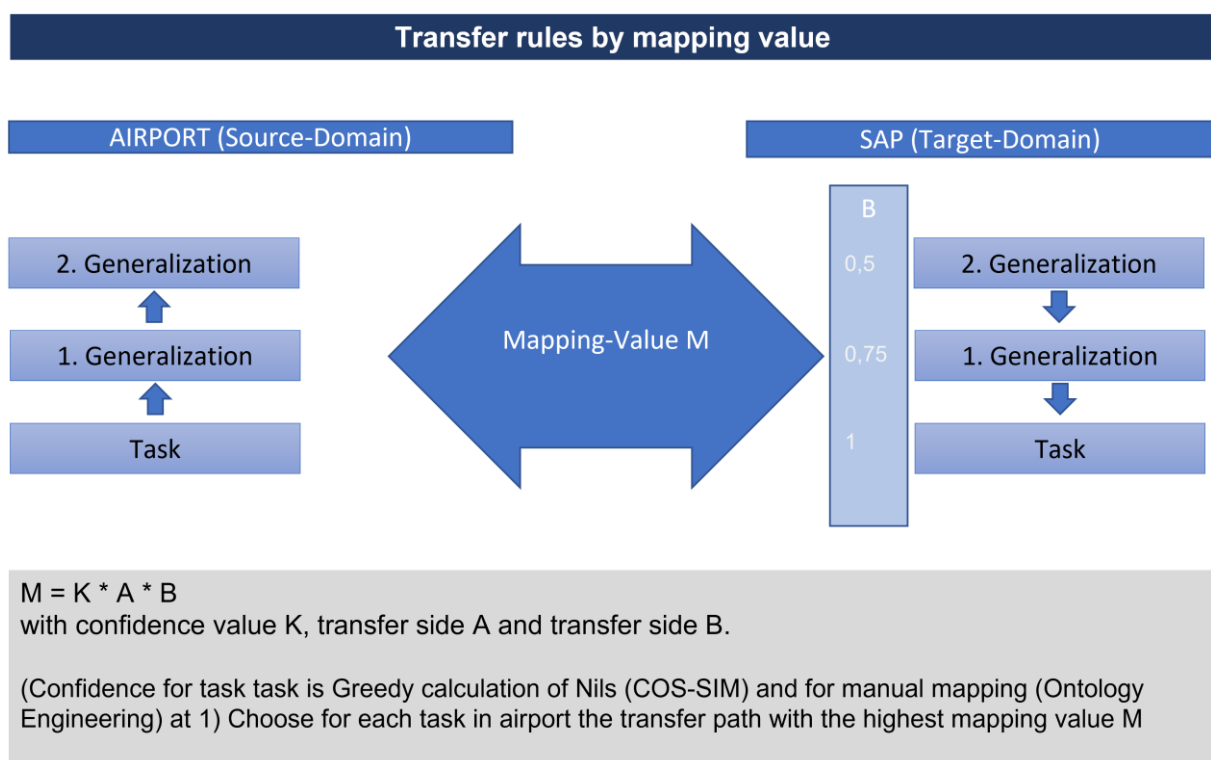 Transfer rules by mapping value
AIRPORT (Source-Domain)
SAP (Target-Domain)
2. Generalization
1. Generalization
Task
Mapping-Value M
B
0,5
0,75
1
2. Generalization
1. Generalization
Task
M = K * A * B
with confidence value K, transfer side A and transfer side B.
(Confidence for task task is Greedy calculation of Nils (COS-SIM) and for manual mapping (Ontology
Engineering) at 1) Choose for each task in airport the transfer path with the highest mapping value M